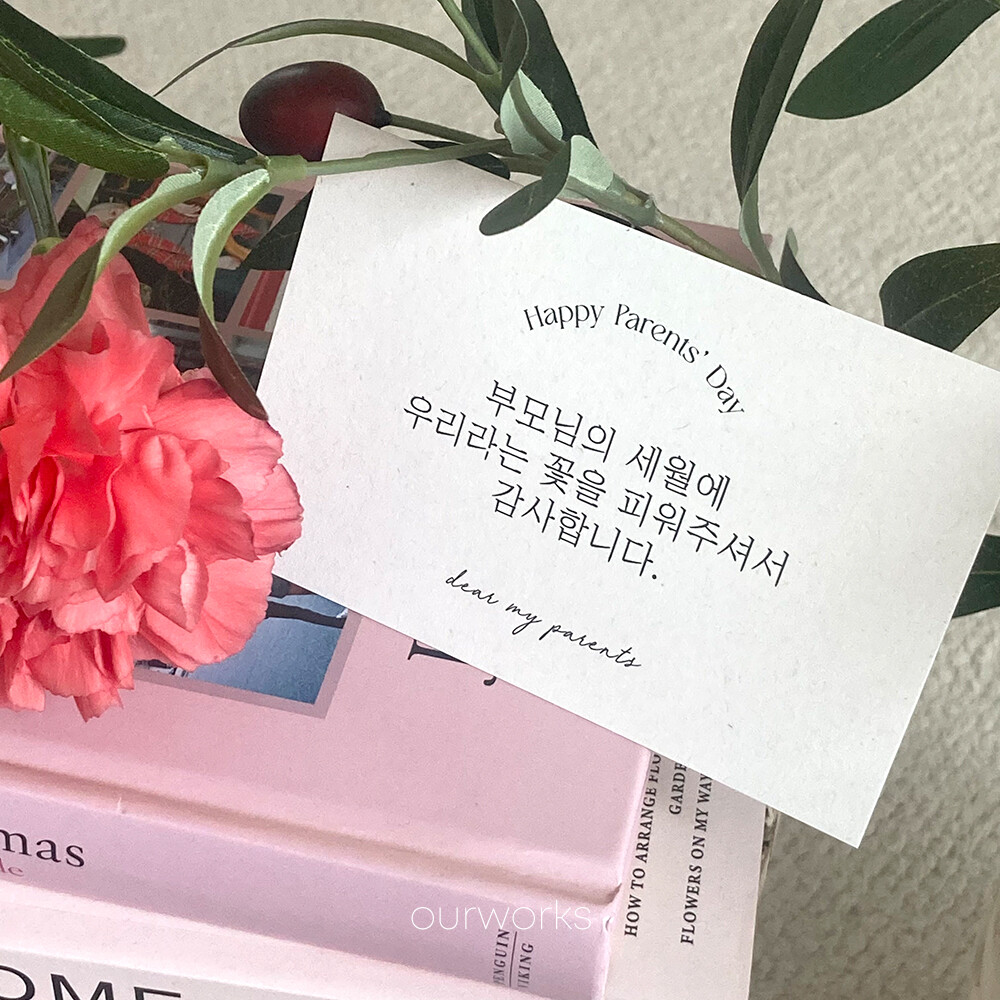 Happy Parents' Day
부모님의 세월에
우리라는 꽃을 피워주셔서
감사합니다.
dear my parents
mas
HOW TO ARRANGE FLO
GARDE
FLOWERS ON MY WAY
PENGUIN
VIKING
ourworks
OME